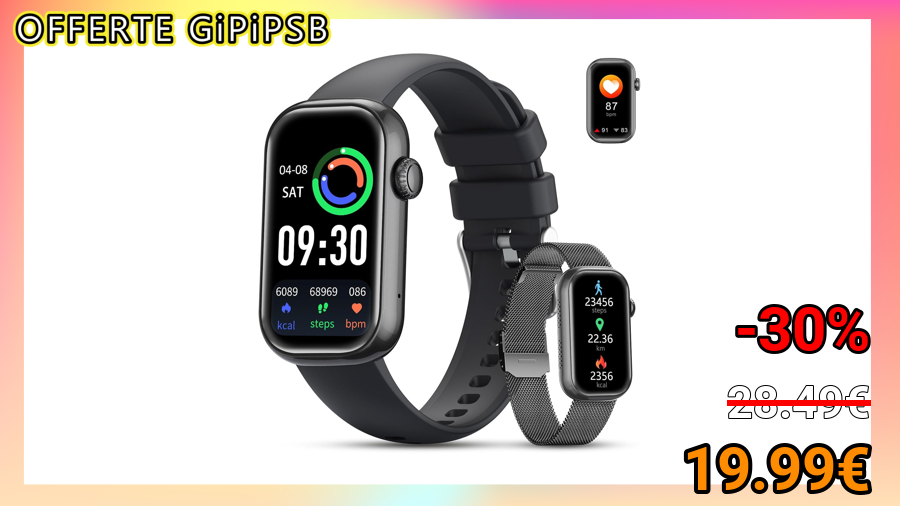 OFFERTE GiPiPSB
04-08
SAT
09:30
6089 68969 086
kcal steps bpm
87
bpm
91 83
23456
steps
22.36
km
2356
kcal
-30%
28.49€
19.99€